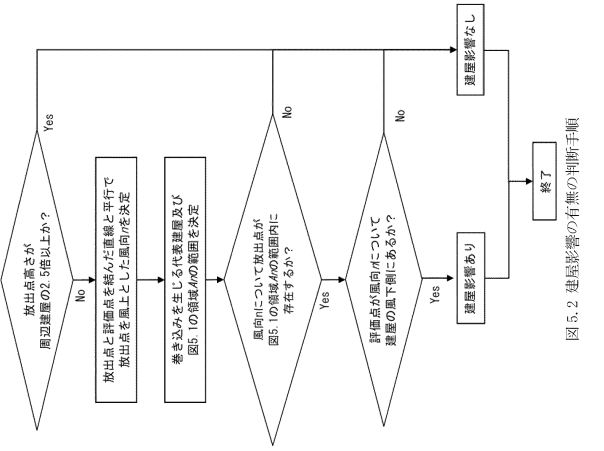 放出点高さが
周辺建屋の2.5倍以上か?
Yes
No
放出点と評価点を結んだ直線と平行で
放出点を風上とした風向nを決定
巻き込みを生じる代表建屋及び
図5.1の領域Anの範囲を決定
風向nについて放出点が
図5.1の領域Anの範囲内に
存在するか?
No
Yes
評価点が風向nについて
建屋の風下側にあるか?
No
Yes
建屋影響あり
建屋影響なし
終了
図 5.2 建屋影響の有無の判断手順